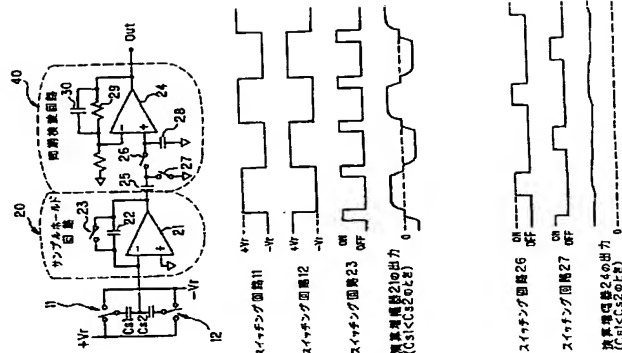 40
同期検波回路
30
29
24
Out
28
26
27
25
20
サンプルホールド
回路
23
22
21
11
+Vr
Cs1
Cs2
-Vr
12
スイッチング回路11
+Vr
-Vr
スイッチング回路12
+Vr
-Vr
スイッチング回路23
ON
OFF
演算増幅器21の出力
(Cs1<Cs2のとき)
0
スイッチング回路26
ON
OFF
スイッチング回路27
ON
OFF
演算増幅器24の出力
(Cs1<Cs2のとき)
0